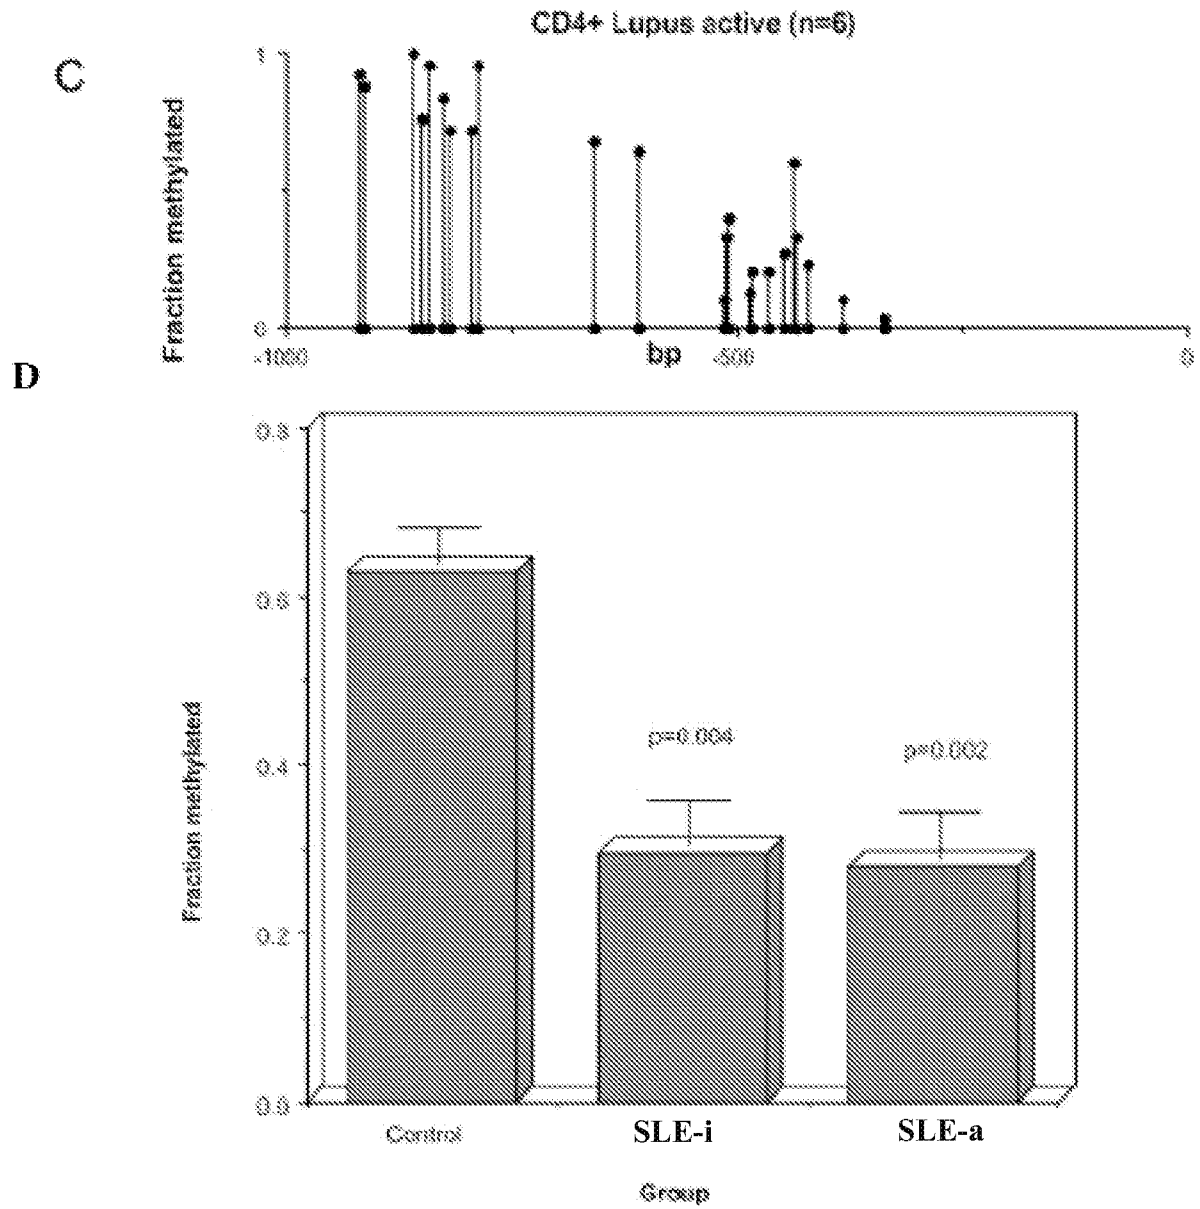 CD4+ Lupus active (n=6)
C
1
Fraction methylated
0
-1000
bp
-500
0
D
0.8
0.6
Fraction methylated
p=0.004
p=0.002
0.4
0.2
0.0
Control
SLE-i
SLE-a
Group